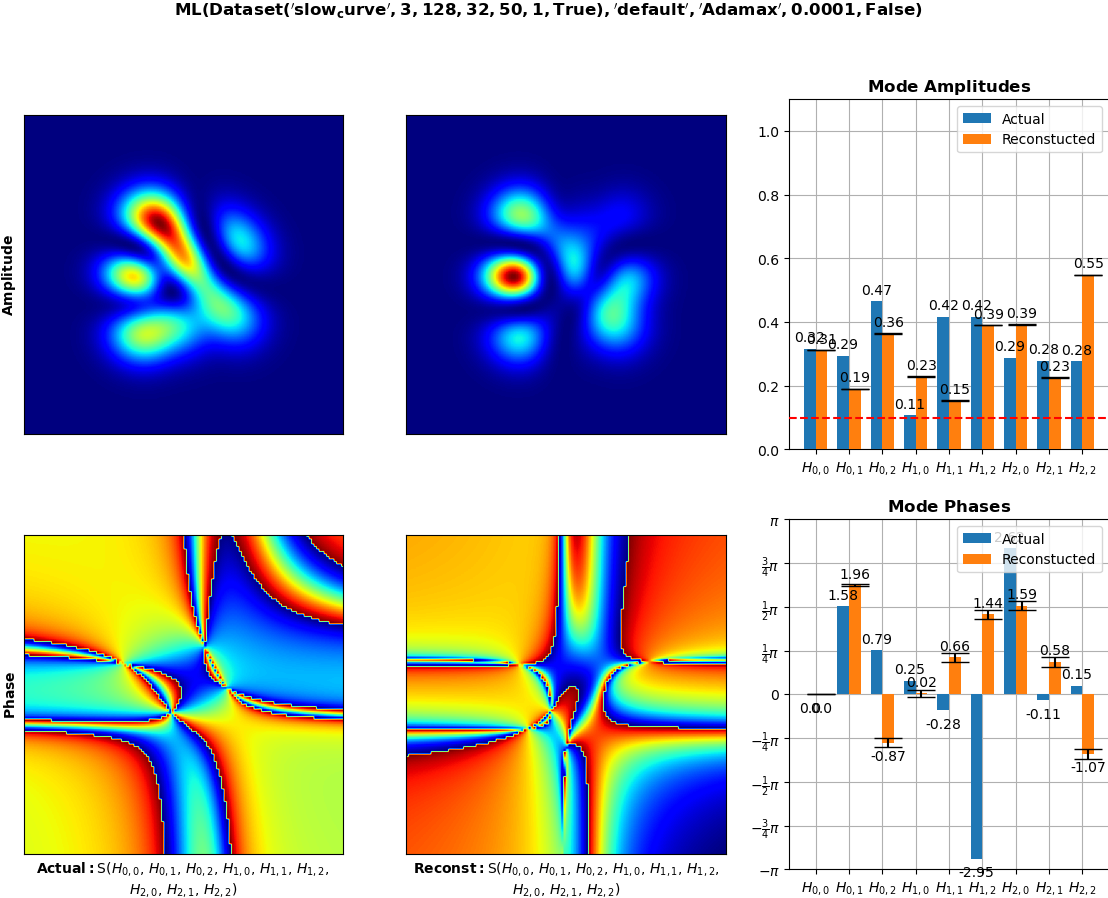 ML(Dataset('slow_curve', 3, 128, 32, 50, 1, True), 'default', 'Adamax', 0.0001, False)
Amplitude
Mode Amplitudes
Actual
Reconstucted
1.0
0.8
0.6
0.4
0.2
0.0
0.32
0.31
0.29
0.19
0.47
0.36
0.11
0.23
0.42
0.15
0.42
0.39
0.29
0.39
0.28
0.23
0.28
0.55
H0,0 H0,1 H0,2 H1,0 H1,1 H1,2 H2,0 H2,1 H2,2
Phase
Actual: S(H0,0, H0,1, H0,2, H1,0, H1,1, H1,2,
H2,0, H2,1, H2,2)
Reconst: S(H0,0, H0,1, H0,2, H1,0, H1,1, H1,2,
H2,0, H2,1, H2,2)
Mode Phases
Actual
Reconstucted
π
3/4π
1/2π
1/4π
0
−1/4π
−1/2π
−3/4π
−π
0.0
0.0
1.58
1.96
0.79
-0.87
0.25
0.02
-0.28
0.66
-2.95
1.44
1.59
-0.11
0.58
0.15
-1.07
H0,0 H0,1 H0,2 H1,0 H1,1 H1,2 H2,0 H2,1 H2,2